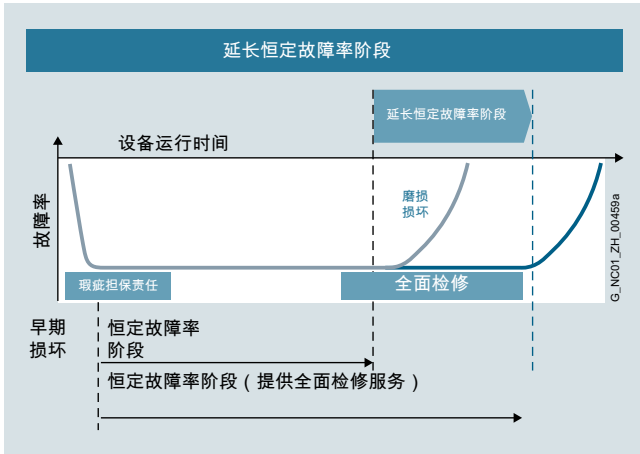 延长恒定故障率阶段
延长恒定故障率阶段
设备运行时间
故障率
磨损
损坏
G_NC01_ZH_00459a
瑕疵担保责任
全面检修
早期
损坏
恒定故障率
阶段
恒定故障率阶段（提供全面检修服务）